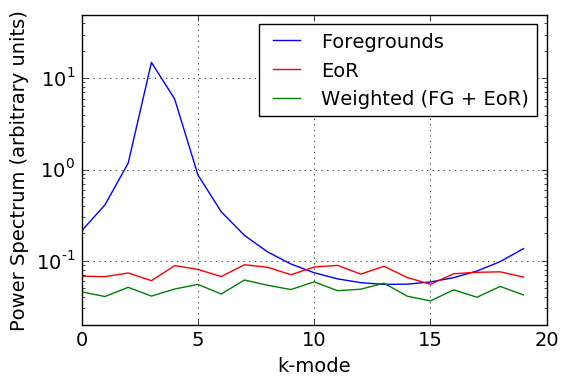 Power Spectrum (arbitrary units)
10^1
10^0
10^-1
Foregrounds
EoR
Weighted (FG + EoR)
0 5 10 15 20
k-mode